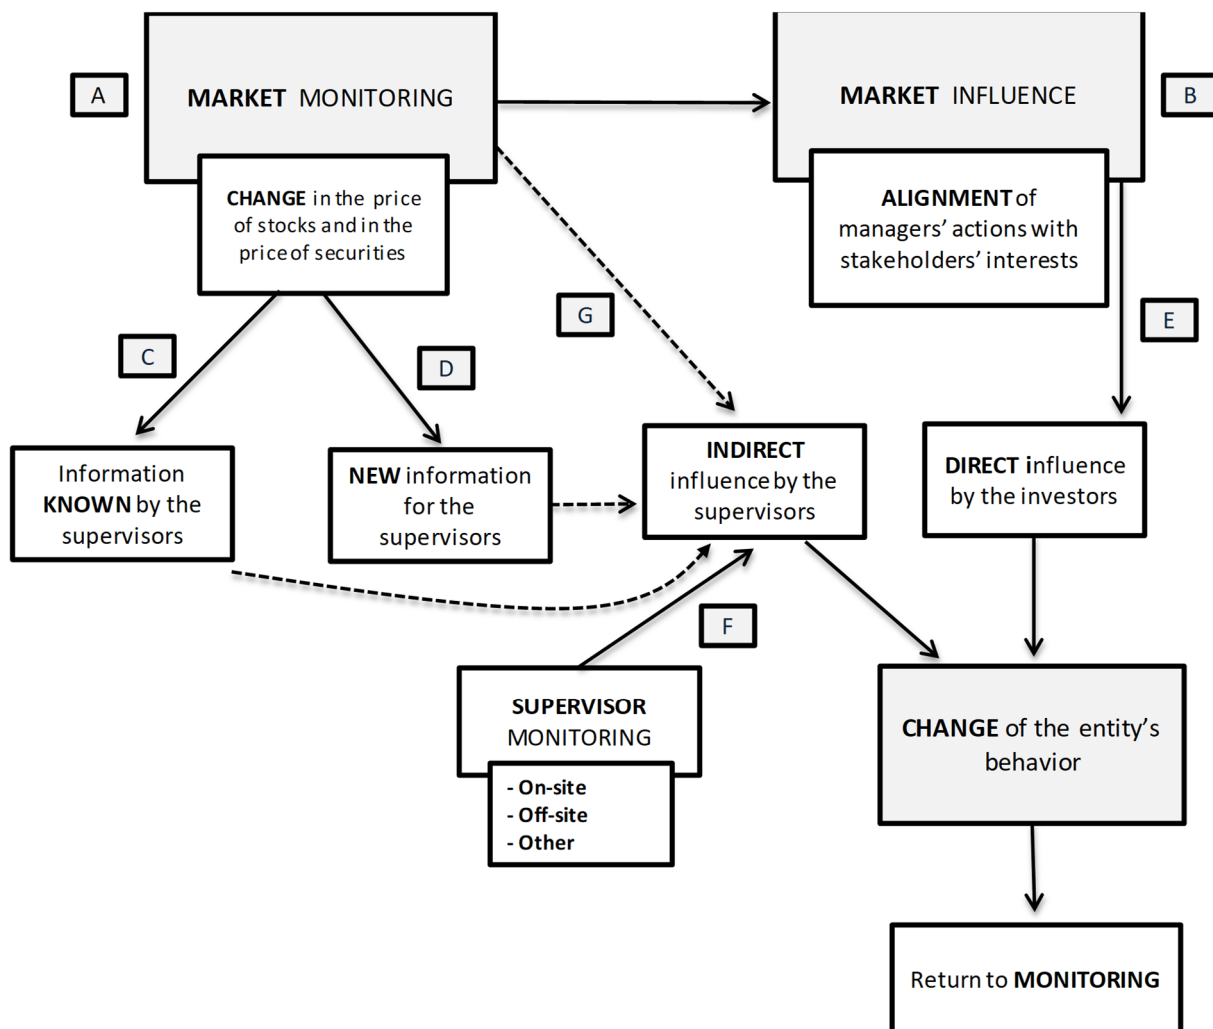 A
MARKET MONITORING
MARKET INFLUENCE
B
CHANGE in the price
of stocks and in the
price of securities
ALIGNMENT of
managers' actions with
stakeholders' interests
G
E
C
D
Information
KNOWN by the
supervisors
NEW information
for the
supervisors
INDIRECT
influence by the
supervisors
DIRECT influence
by the investors
F
SUPERVISOR
MONITORING
- On-site
- Off-site
- Other
CHANGE of the entity's
behavior
Return to MONITORING